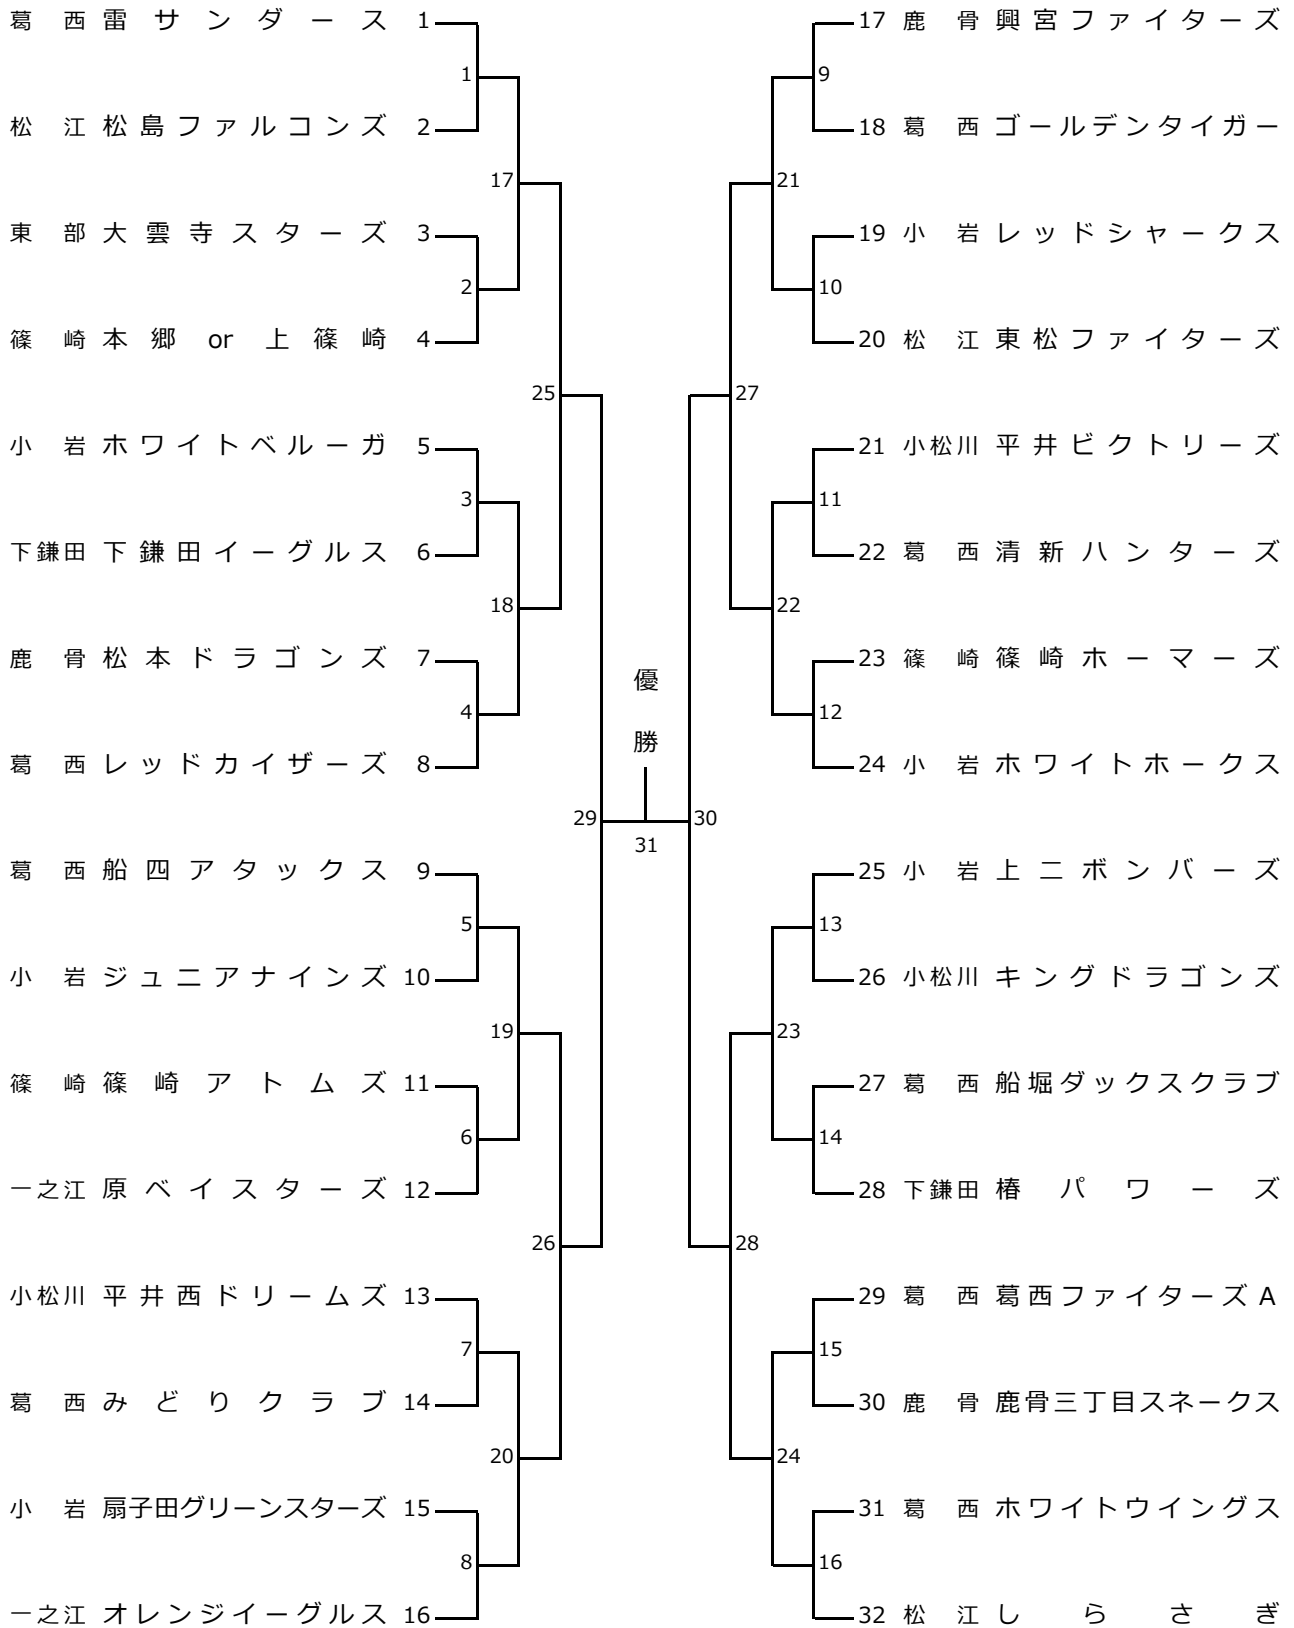 葛西 雷サンダース 1
1
松江 松島ファルコンズ 2
17
東部 大雲寺スターズ 3
2
篠崎 本郷 or 上篠崎 4
25
小岩 ホワイトベルーガ 5
3
下鎌田 下鎌田イーグルス 6
18
鹿骨 松本ドラゴンズ 7
4
葛西 レッドカイザーズ 8
29
葛西 船四アタックス 9
5
小岩 ジュニアナインズ 10
19
篠崎 篠崎アトムズ 11
6
一之江 原ベイスターズ 12
26
小松川 平井西ドリームズ 13
7
葛西 みどりクラブ 14
20
小岩 扇子田グリーンスターズ 15
8
一之江 オレンジイーグルス 16
優
勝
31
17 鹿骨 興宮ファイターズ
9
18 葛西 ゴールデンタイガー
21
19 小岩 レッドシャークス
10
20 松江 東松ファイターズ
27
21 小松川 平井ビクトリーズ
11
22 葛西 清新ハンターズ
22
23 篠崎 篠崎ホーマーズ
12
24 小岩 ホワイトホークス
30
25 小岩 上二ボンバーズ
13
26 小松川 キングドラゴンズ
23
27 葛西 船堀ダックスクラブ
14
28 下鎌田 椿パワーズ
28
29 葛西 葛西ファイターズA
15
30 鹿骨 鹿骨三丁目スネークス
24
31 葛西 ホワイトウイングス
16
32 松江 しらさぎ